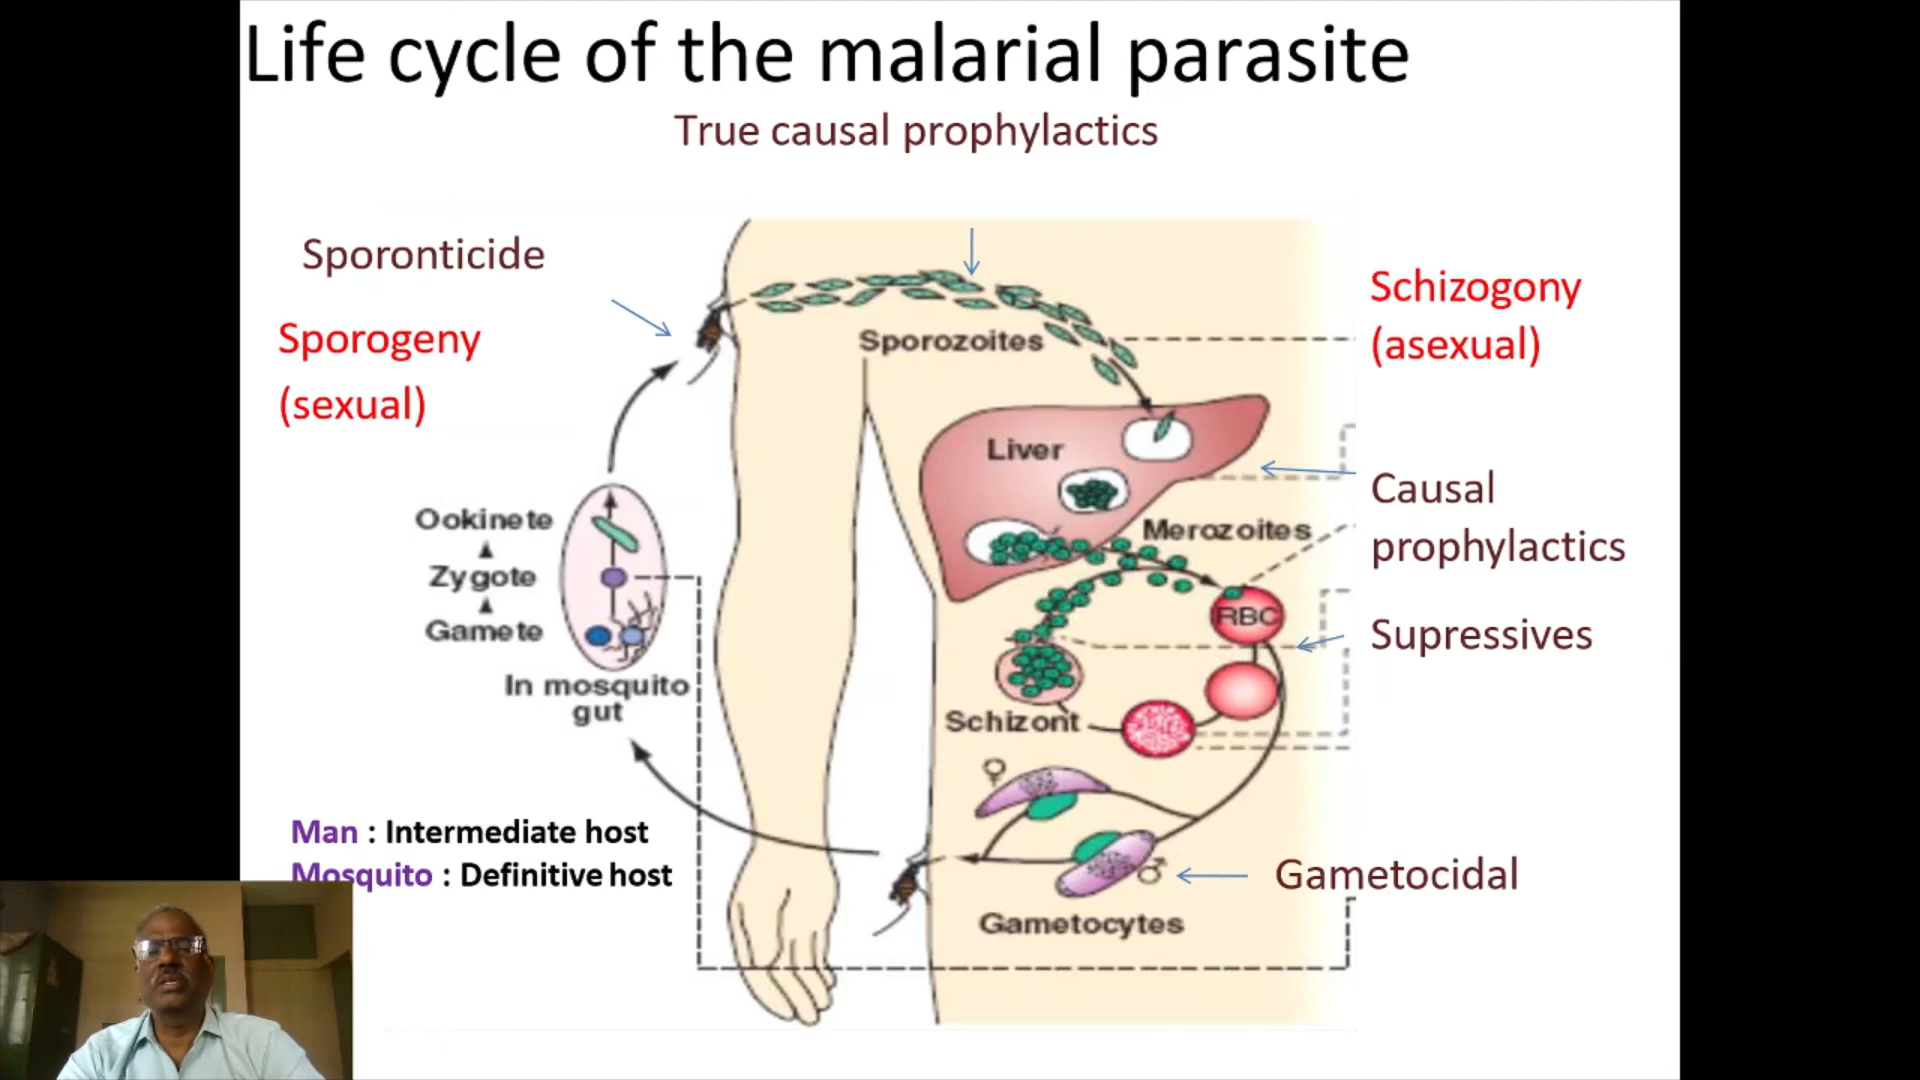 Life cycle of the malarial parasite
True causal prophylactics
Sporonticide
Sporogeny
(sexual)
Sporozoites
Schizogony
(asexual)
Liver
Causal
prophylactics
Merozoites
RBC
Supressives
Ookinete
Zygote
Gamete
In mosquito
gut
Schizont
♀
♂
Gametocidal
Gametocytes
Man : Intermediate host
Mosquito : Definitive host